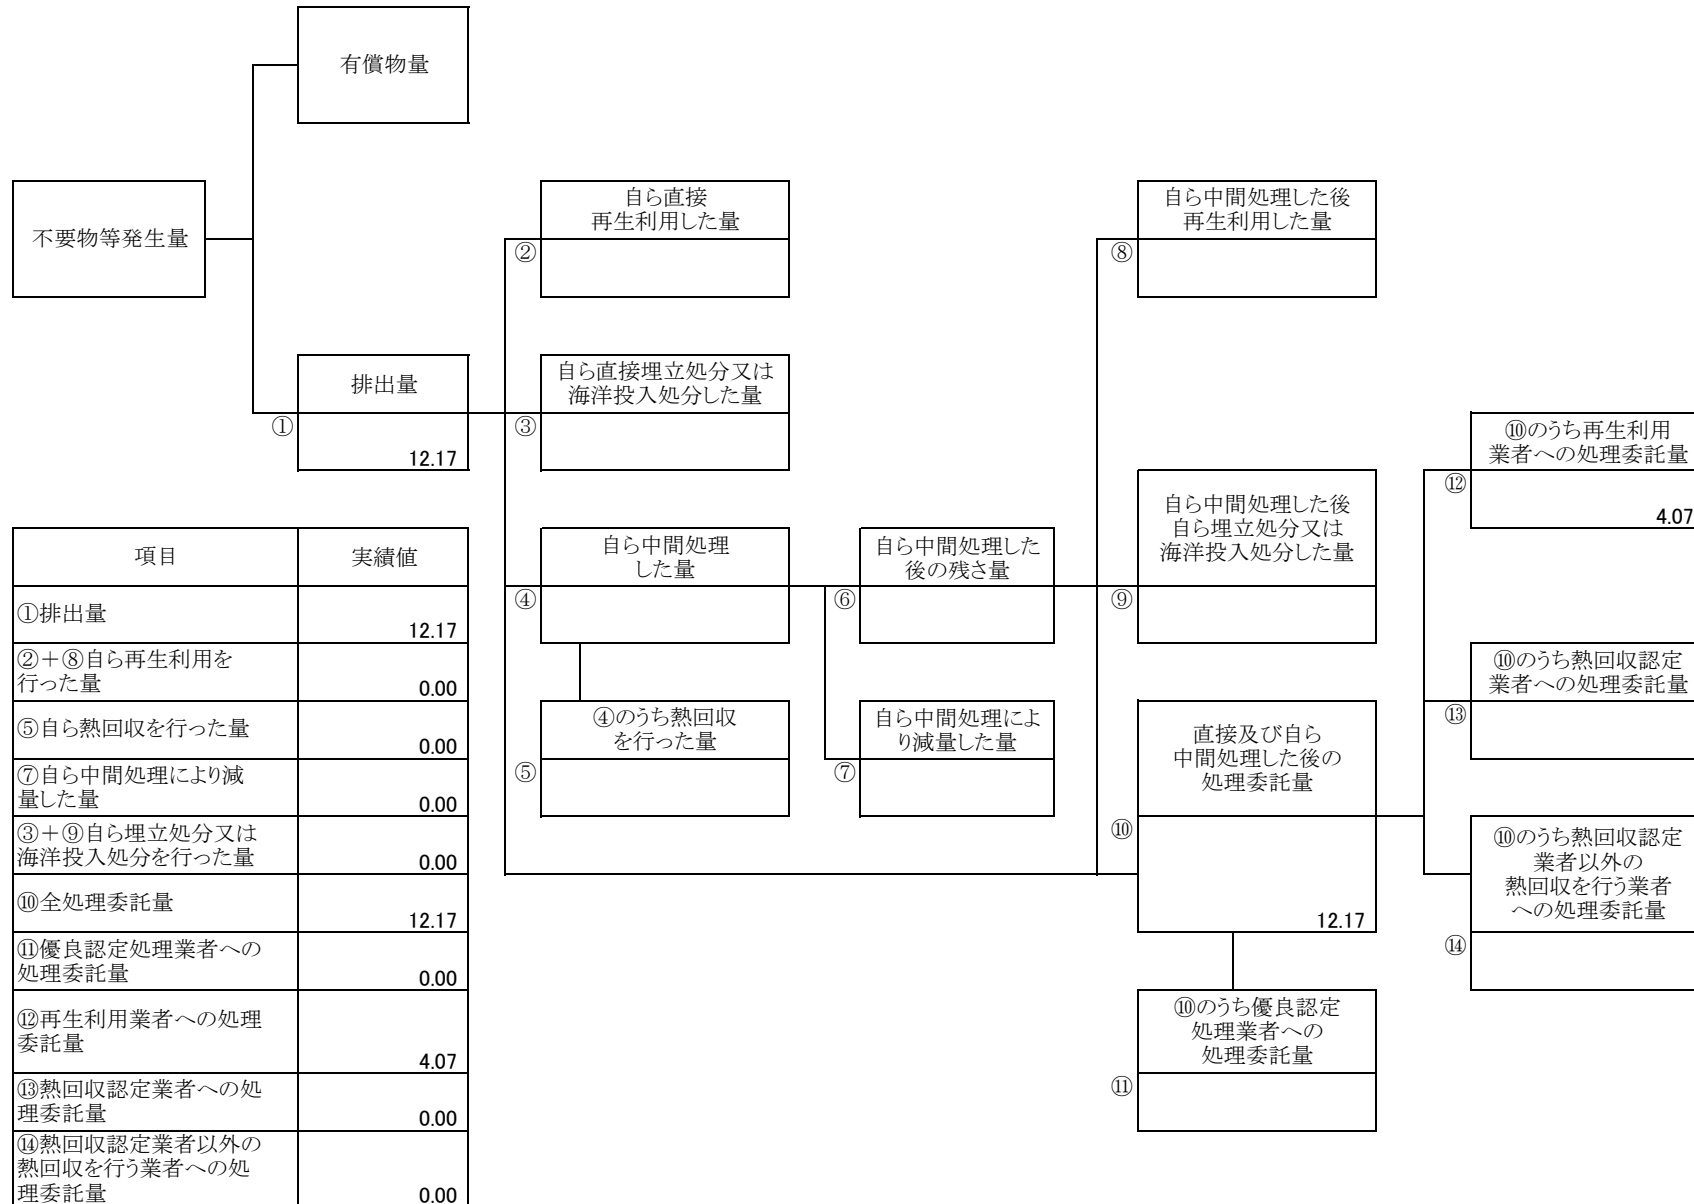 有償物量
不要物等発生量
自ら直接
再生利用した量
②
自ら中間処理した後
再生利用した量
⑧
排出量
①
12.17
自ら直接埋立処分又は
海洋投入処分した量
③
自ら中間処理した後
自ら埋立処分又は
海洋投入処分した量
⑨
⑩のうち再生利用
業者への処理委託量
⑫
4.07
自ら中間処理
した量
④
自ら中間処理した
後の残さ量
⑥
⑩のうち熱回収認定
業者への処理委託量
⑬
④のうち熱回収
を行った量
⑤
自ら中間処理によ
り減量した量
⑦
直接及び自ら
中間処理した後の
処理委託量
⑩
12.17
⑩のうち熱回収認定
業者以外の
熱回収を行う業者
への処理委託量
⑭
⑩のうち優良認定
処理業者への
処理委託量
⑪
項目 実績値
①排出量
12.17
②+⑧自ら再生利用を
行った量
0.00
⑤自ら熱回収を行った量
0.00
⑦自ら中間処理により減
量した量
0.00
③+⑨自ら埋立処分又は
海洋投入処分を行った量
0.00
⑩全処理委託量
12.17
⑪優良認定処理業者への
処理委託量
0.00
⑫再生利用業者への処理
委託量
4.07
⑬熱回収認定業者への処
理委託量
0.00
⑭熱回収認定業者以外の
熱回収を行う業者への処
理委託量
0.00